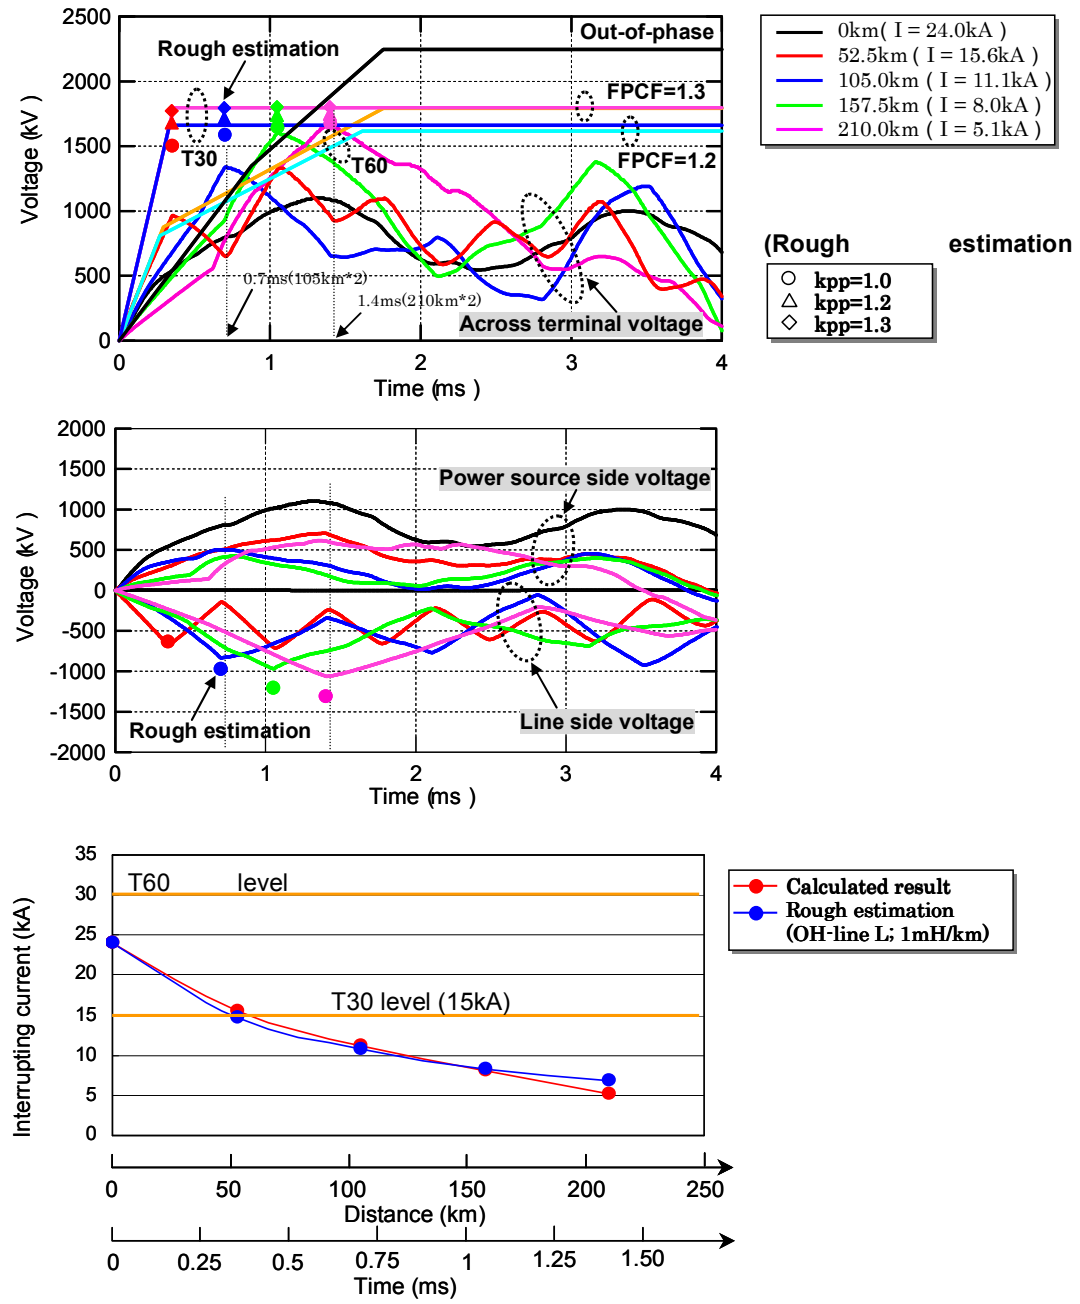 2500
2000
1500
1000
500
0
Voltage (kV )
Rough estimation
Out-of-phase
FPCF=1.3
T30
T60
FPCF=1.2
0.7ms(105km*2)
1.4ms(210km*2)
Across terminal voltage
0 1 2 3 4
Time (ms )
0km( I = 24.0kA )
52.5km ( I = 15.6kA )
105.0km ( I = 11.1kA )
157.5km ( I = 8.0kA )
210.0km ( I = 5.1kA )
(Rough estimation
kpp=1.0
kpp=1.2
kpp=1.3
2000
1500
1000
500
0
-500
-1000
-1500
-2000
Voltage (kV )
Power source side voltage
Line side voltage
Rough estimation
0 1 2 3 4
Time (ms )
35
30
25
20
15
10
5
0
Interrupting current (kA)
T60 level
T30 level (15kA)
Calculated result
Rough estimation
(OH-line L; 1mH/km)
0 50 100 150 200 250
Distance (km)
0 0.25 0.5 0.75 1 1.25 1.50
Time (ms)